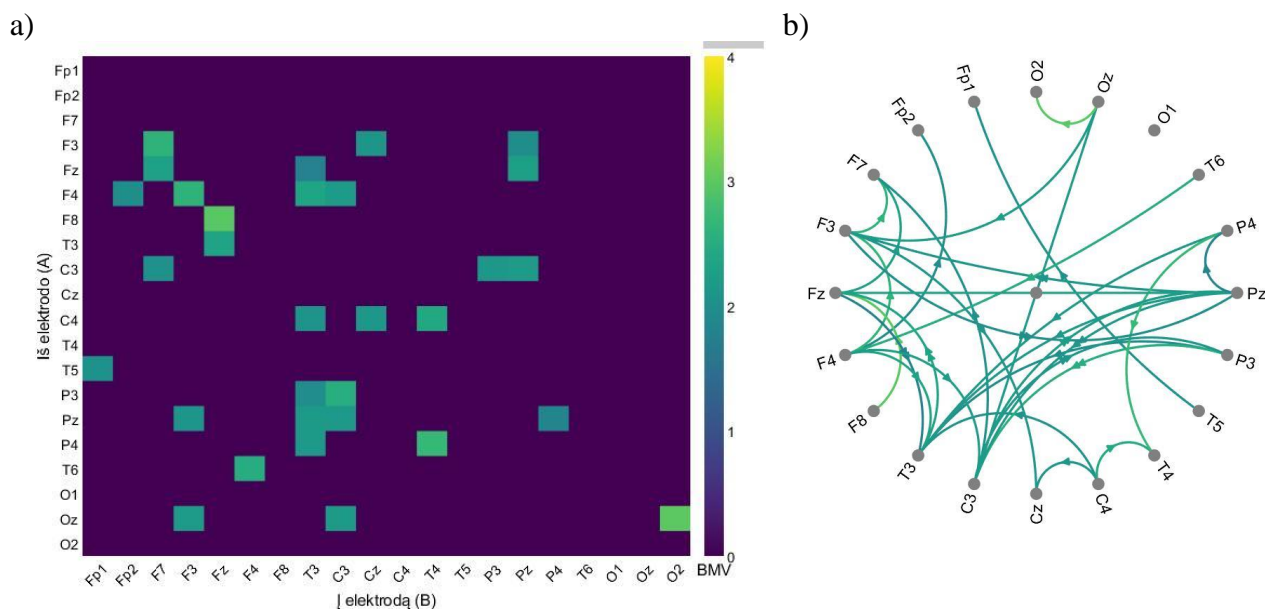 a)
b)
Fp1
Fp2
F7
F3
Fz
F4
F8
T3
C3
Cz
C4
T4
T5
P3
Pz
P4
T6
O1
Oz
O2
Iš elektrodo (A)
Fp1 Fp2 F7 F3 Fz F4 F8 T3 C3 Cz C4 T4 T5 P3 Pz P4 T6 O1 Oz O2
Į elektrodą (B)
4
3
2
1
0
BMV
Fp1
O2
Oz
O1
Fp2
T6
F7
P4
F3
Pz
Fz
P3
F4
T5
F8
T4
T3
C4
C3
Cz